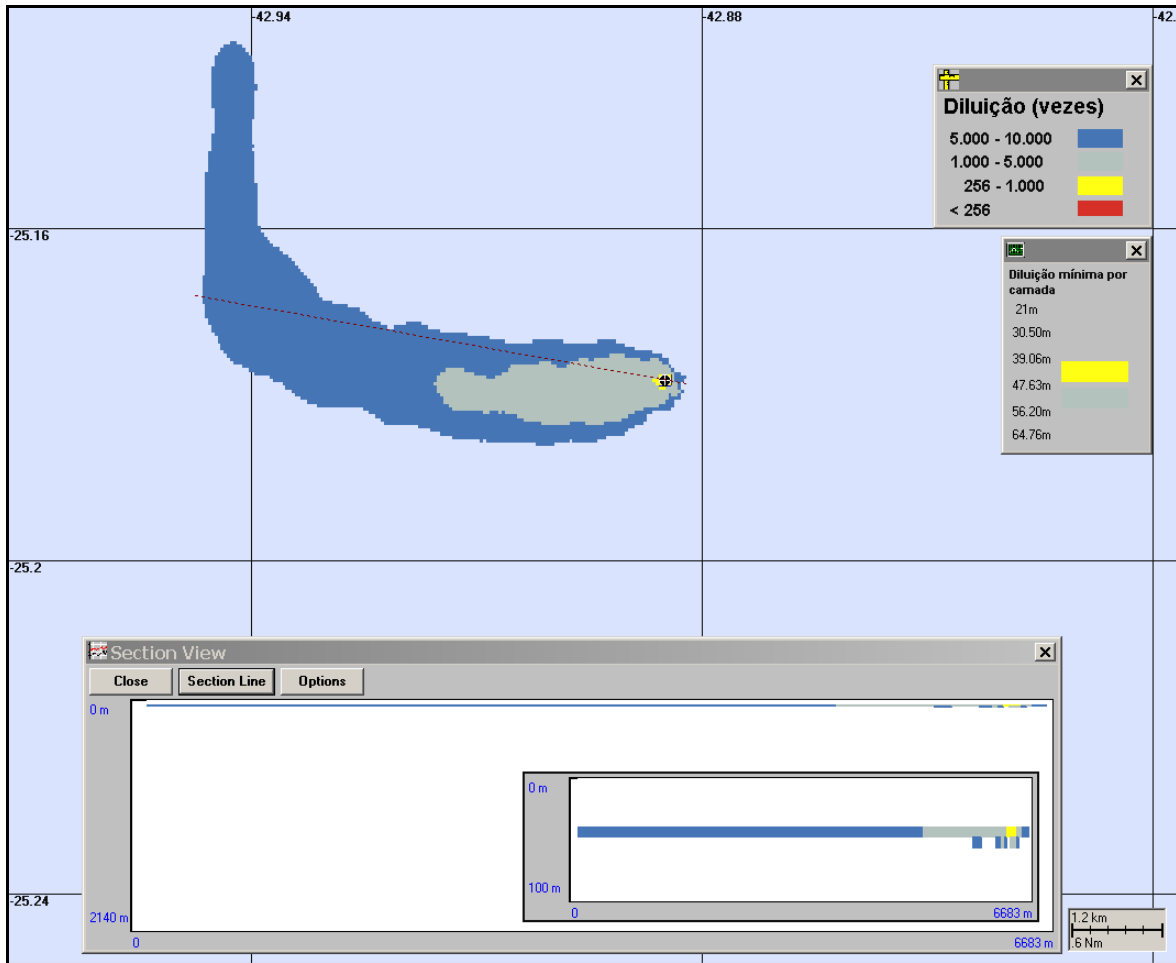 -42.94
-42.88
-42.
-25.16
-25.2
-25.24
Diluição (vezes)
5.000 - 10.000
1.000 - 5.000
256 - 1.000
< 256
Diluição mínima por
camada
21m
30.50m
39.06m
47.63m
56.20m
64.76m
Section View
Close
Section Line
Options
0 m
2140 m
0
6683 m
0 m
100 m
0
6683 m
1.2 km
.6 Nm